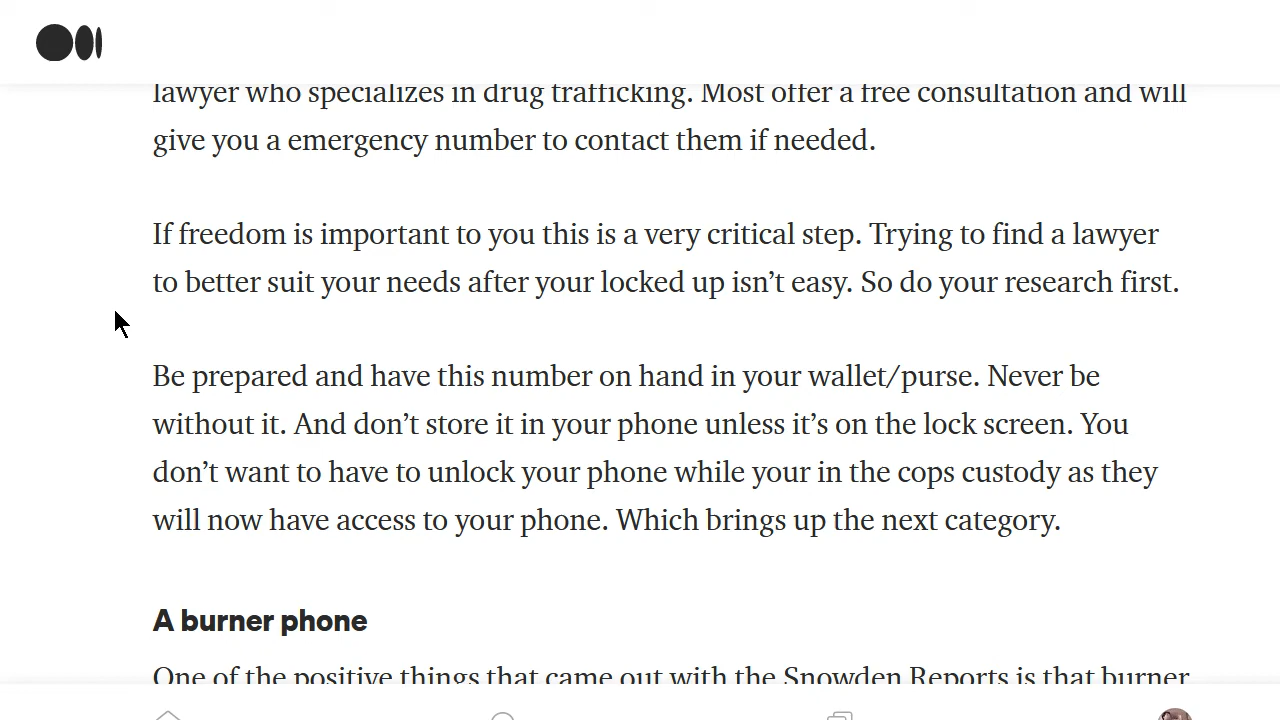 lawyer who specializes in drug trafficking. Most offer a free consultation and will
give you a emergency number to contact them if needed.
If freedom is important to you this is a very critical step. Trying to find a lawyer
to better suit your needs after your locked up isn’t easy. So do your research first.
Be prepared and have this number on hand in your wallet/purse. Never be
without it. And don’t store it in your phone unless it’s on the lock screen. You
don’t want to have to unlock your phone while your in the cops custody as they
will now have access to your phone. Which brings up the next category.
A burner phone
One of the positive things that came out with the Snowden Reports is that burner